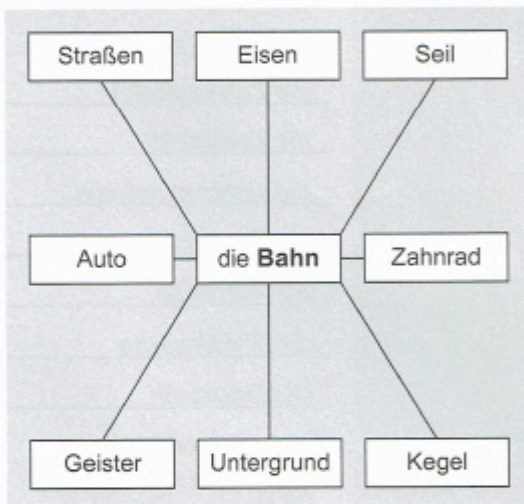 Straßen
Eisen
Seil
Auto
die Bahn
Zahnrad
Geister
Untergrund
Kegel